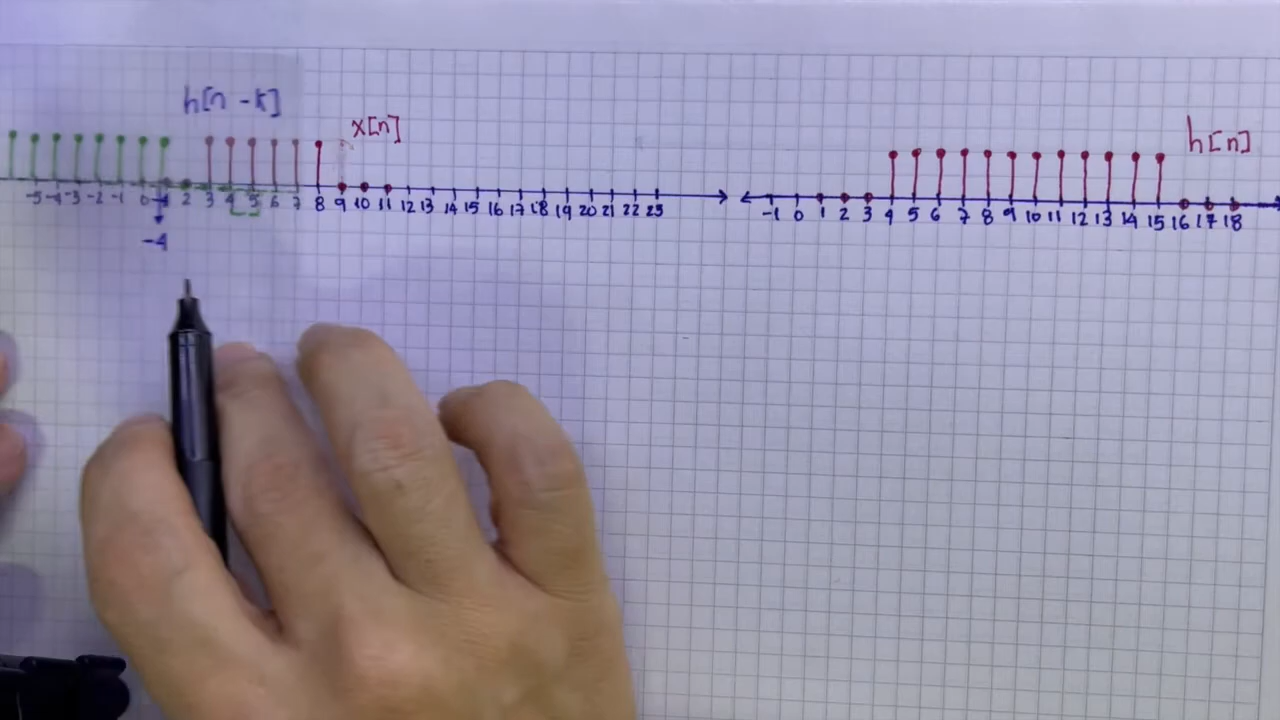 h[n - k]
x[n]
h[n]
-5 -4 -3 -2 -1 0 2 3 4 5 6 7 8 9 10 11 12 13 14 15 16 17 18 19 20 21 22 23
-1 0 1 2 3 4 5 6 7 8 9 10 11 12 13 14 15 16 17 18
-4